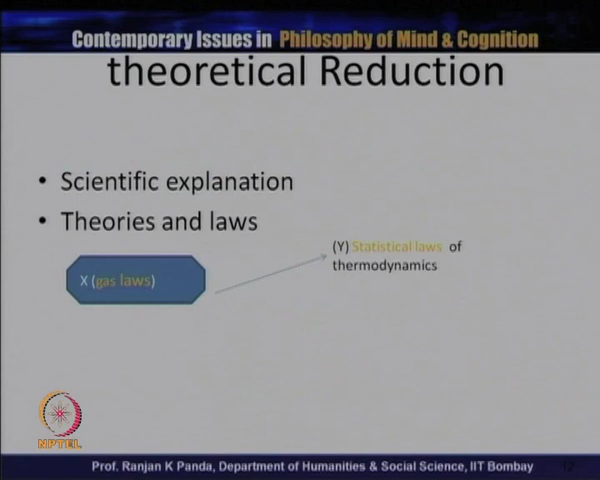 Contemporary Issues in Philosophy of Mind & Cognition
theoretical Reduction
• Scientific explanation
• Theories and laws
(Y) Statistical laws of
thermodynamics
X (gas laws)
NPTEL
Prof. Ranjan K Panda, Department of Humanities & Social Science, IIT Bombay
12